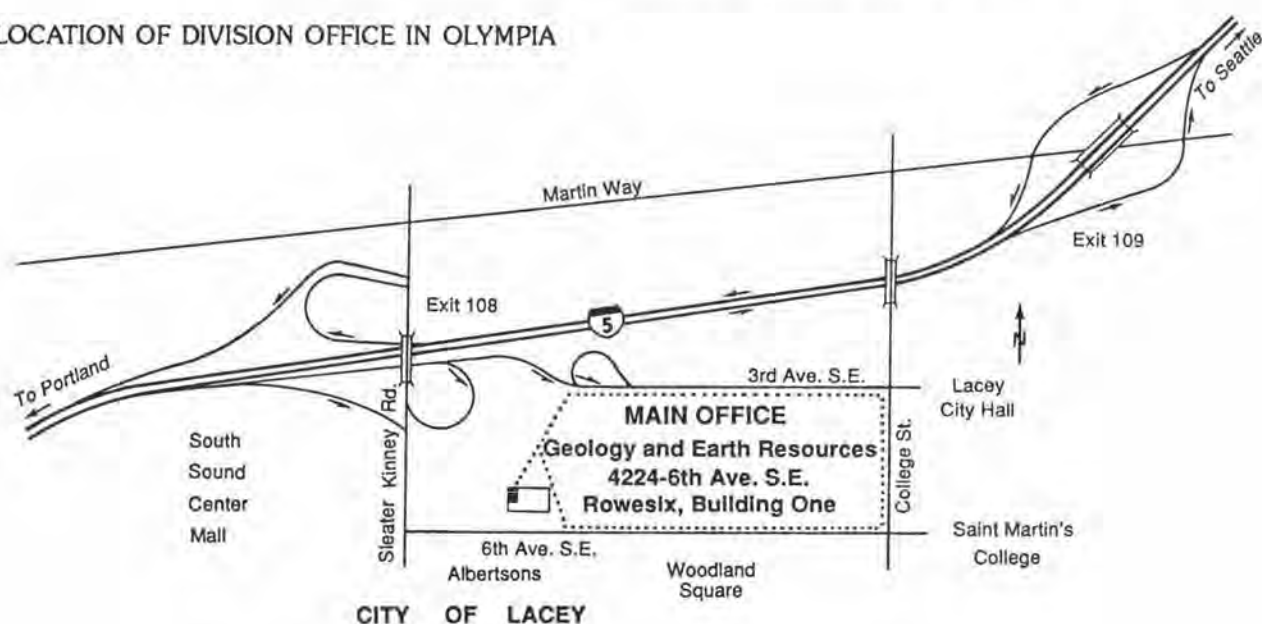 LOCATION OF DIVISION OFFICE IN OLYMPIA
To Seattle
Martin Way
Exit 109
Exit 108
5
N
To Portland
3rd Ave. S.E.
Lacey
City Hall
South
Sound
Center
Mall
Sleater Kinney Rd.
MAIN OFFICE
Geology and Earth Resources
4224-6th Ave. S.E.
Rowesix, Building One
College St.
Saint Martin's
College
6th Ave. S.E.
Albertsons
Woodland
Square
CITY OF LACEY